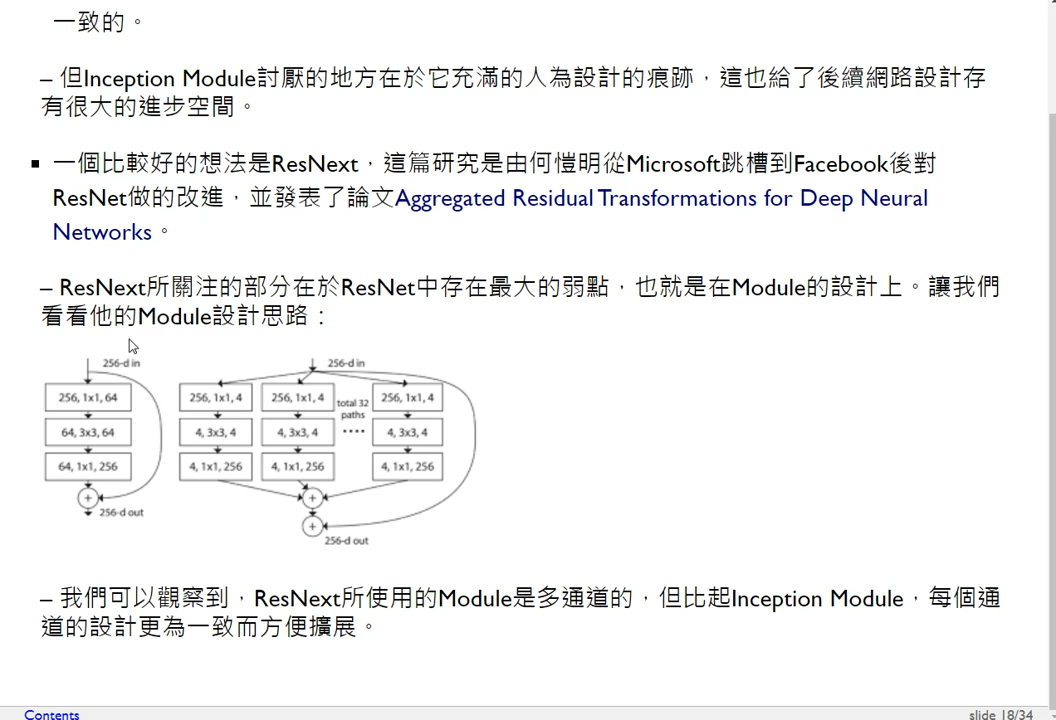 一致的。
– 但Inception Module討厭的地方在於它充滿的人為設計的痕跡，這也給了後續網路設計存
有很大的進步空間。
▪ 一個比較好的想法是ResNext，這篇研究是由何愷明從Microsoft跳槽到Facebook後對
ResNet做的改進，並發表了論文Aggregated Residual Transformations for Deep Neural
Networks。
– ResNext所關注的部分在於ResNet中存在最大的弱點，也就是在Module的設計上。讓我們
看看他的Module設計思路：
256-d in
256, 1x1, 64
64, 3x3, 64
64, 1x1, 256
+
256-d out
256-d in
256, 1x1, 4 256, 1x1, 4 total 32 paths 256, 1x1, 4
4, 3x3, 4 4, 3x3, 4 •••• 4, 3x3, 4
4, 1x1, 256 4, 1x1, 256 4, 1x1, 256
+
+
256-d out
– 我們可以觀察到，ResNext所使用的Module是多通道的，但比起Inception Module，每個通
道的設計更為一致而方便擴展。
Contents slide 18/34